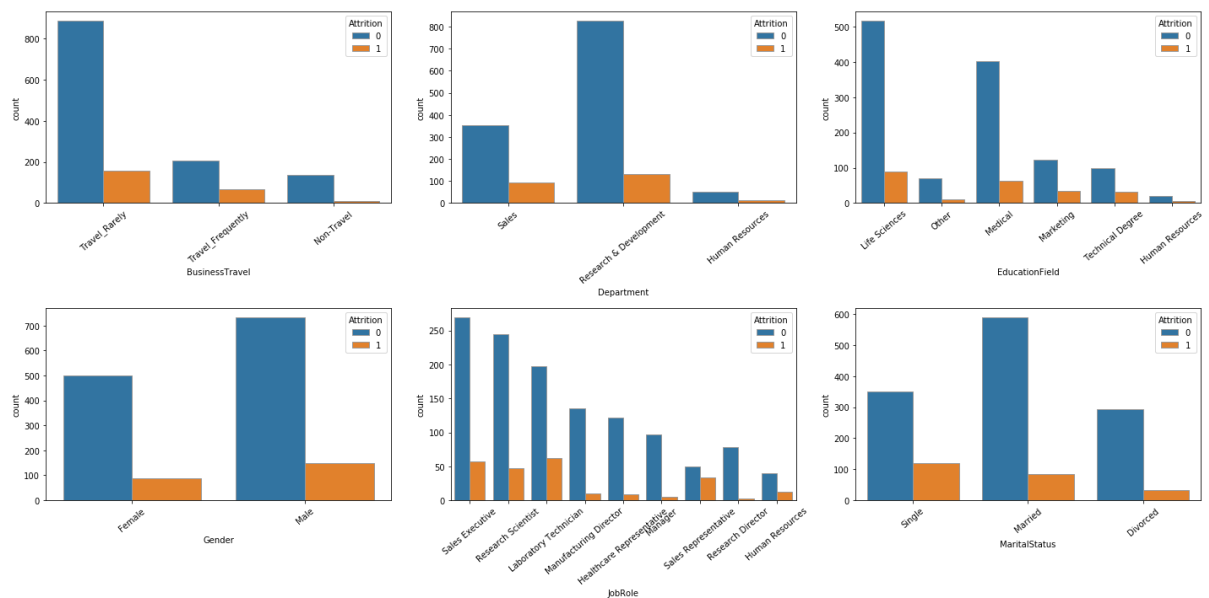 Attrition
0
1
800
600
400
200
0
count
Travel_Rarely
Travel_Frequently
Non-Travel
BusinessTravel
Attrition
0
1
800
700
600
500
400
300
200
100
0
count
Sales
Research & Development
Human Resources
Department
Attrition
0
1
500
400
300
200
100
0
count
Life Sciences
Other
Medical
Marketing
Technical Degree
Human Resources
EducationField
Attrition
0
1
700
600
500
400
300
200
100
0
count
Female
Male
Gender
Attrition
0
1
250
200
150
100
50
0
count
Sales Executive
Research Scientist
Laboratory Technician
Manufacturing Director
Healthcare Representative
Manager
Sales Representative
Research Director
Human Resources
JobRole
Attrition
0
1
600
500
400
300
200
100
0
count
Single
Married
Divorced
MaritalStatus